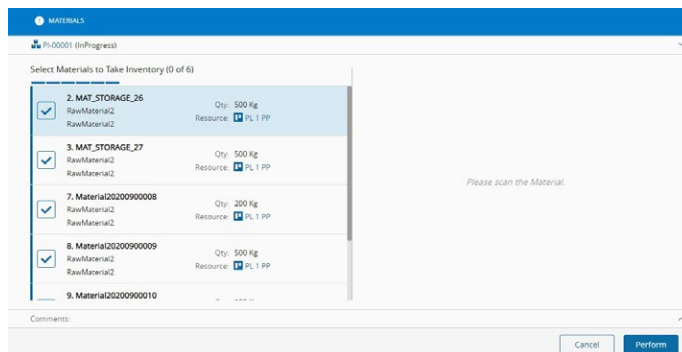 1 MATERIALS
PI-00001 (InProgress)
Select Materials to Take Inventory (0 of 6)
2. MAT_STORAGE_26
RawMaterial2
RawMaterial2
Qty: 500 Kg
Resource: PL 1 PP
3. MAT_STORAGE_27
RawMaterial2
RawMaterial2
Qty: 500 Kg
Resource: PL 1 PP
7. Material20200900008
RawMaterial2
RawMaterial2
Qty: 200 Kg
Resource: PL 1 PP
8. Material20200900009
RawMaterial2
RawMaterial2
Qty: 500 Kg
Resource: PL 1 PP
9. Material20200900010
Please scan the Material.
Comments:
Cancel
Perform